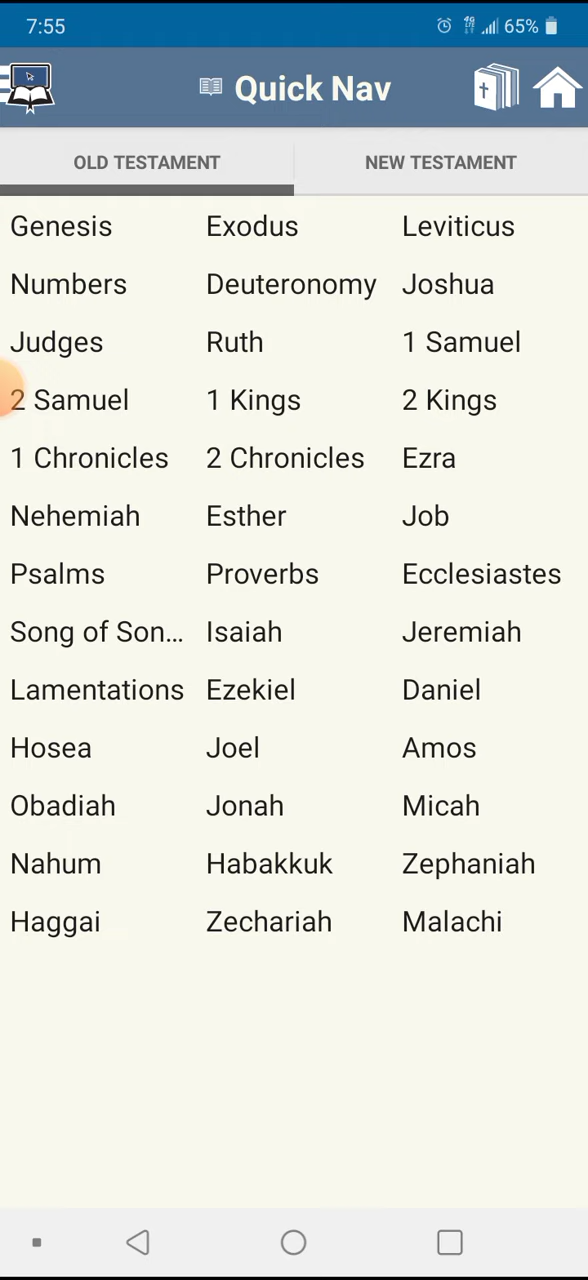 7:55 65%
Quick Nav
OLD TESTAMENT NEW TESTAMENT
Genesis Exodus Leviticus
Numbers Deuteronomy Joshua
Judges Ruth 1 Samuel
2 Samuel 1 Kings 2 Kings
1 Chronicles 2 Chronicles Ezra
Nehemiah Esther Job
Psalms Proverbs Ecclesiastes
Song of Son... Isaiah Jeremiah
Lamentations Ezekiel Daniel
Hosea Joel Amos
Obadiah Jonah Micah
Nahum Habakkuk Zephaniah
Haggai Zechariah Malachi